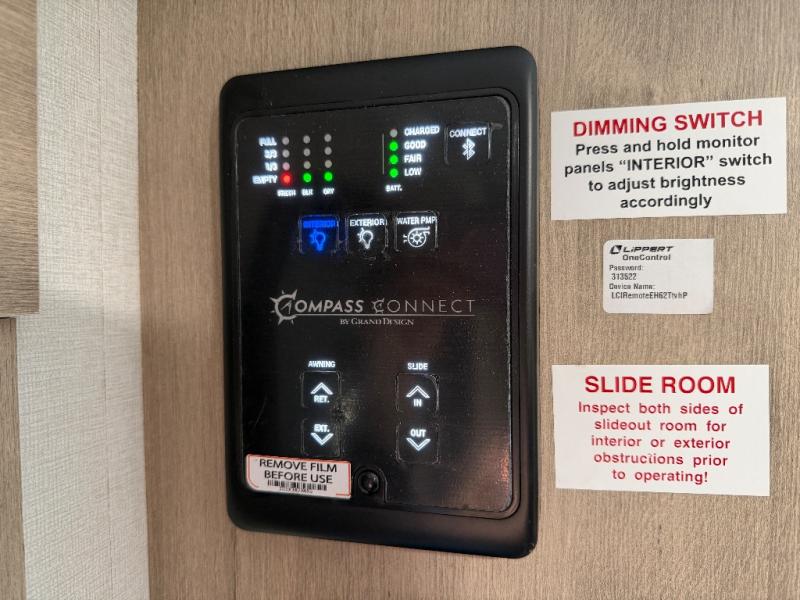 FULL
2/3
1/3
EMPTY
FRESH BLK GRY
CHARGED
GOOD
FAIR
LOW
BATT.
CONNECT
INTERIOR
EXTERIOR
WATER PMP
COMPASS CONNECT
BY GRAND DESIGN
AWNING
RET.
EXT.
SLIDE
IN
OUT
REMOVE FILM
BEFORE USE
DIMMING SWITCH
Press and hold monitor
panels “INTERIOR” switch
to adjust brightness
accordingly
LIPPERT
OneControl
Password:
313522
Device Name:
LCIRemoteEH62TtvhP
SLIDE ROOM
Inspect both sides of
slideout room for
interior or exterior
obstructions prior
to operating!